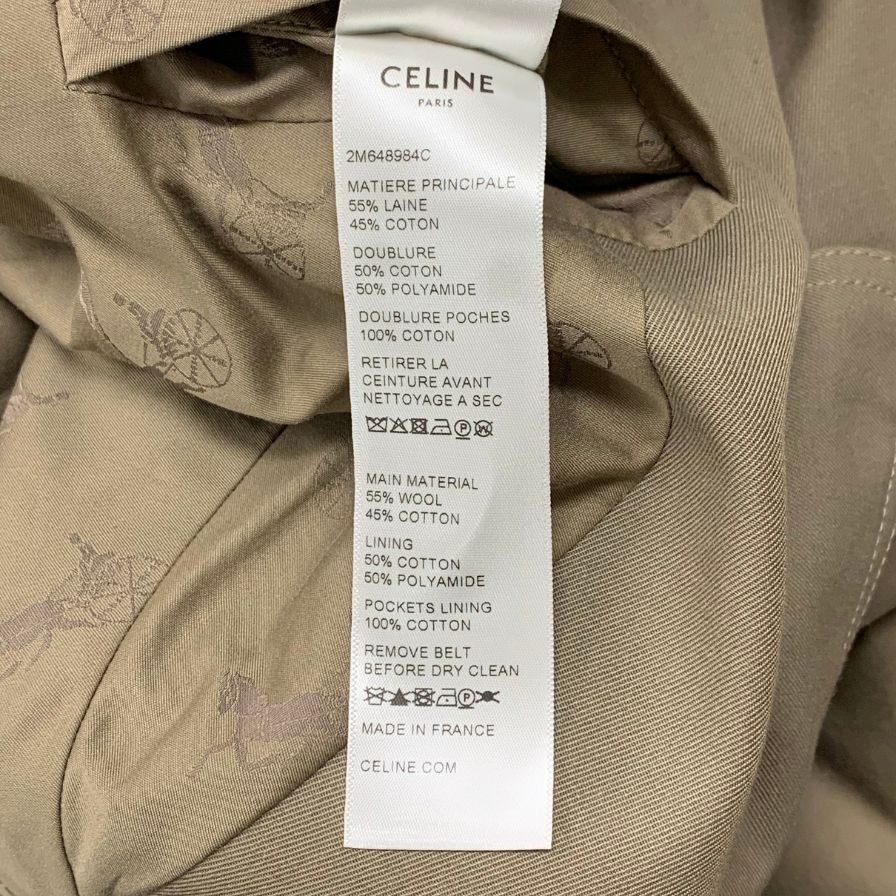 CELINE
PARIS
2M648984C
MATIERE PRINCIPALE
55% LAINE
45% COTON
DOUBLURE
50% COTON
50% POLYAMIDE
DOUBLURE POCHES
100% COTON
RETIRER LA
CEINTURE AVANT
NETTOYAGE A SEC
MAIN MATERIAL
55% WOOL
45% COTTON
LINING
50% COTTON
50% POLYAMIDE
POCKETS LINING
100% COTTON
REMOVE BELT
BEFORE DRY CLEAN
MADE IN FRANCE
CELINE.COM